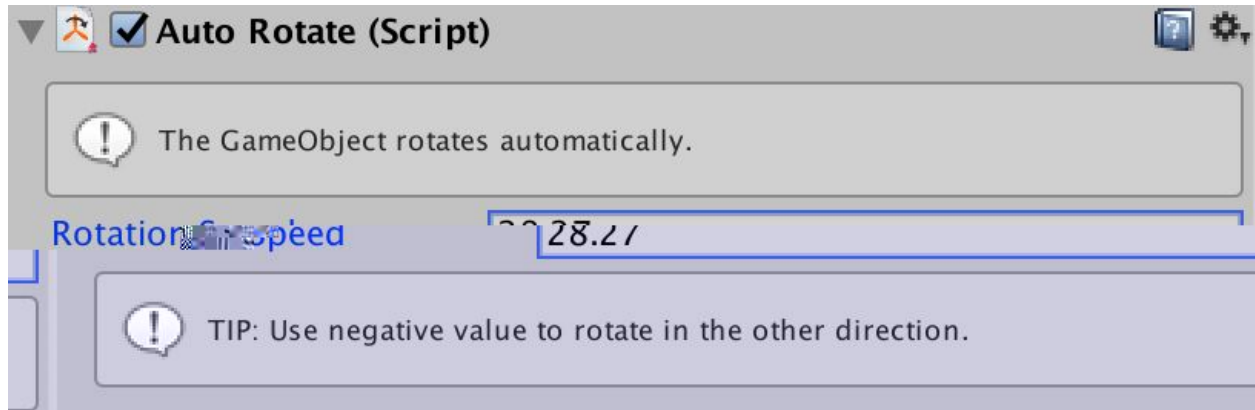 Auto Rotate (Script)
The GameObject rotates automatically.
Rotation Speed 28.27
TIP: Use negative value to rotate in the other direction.